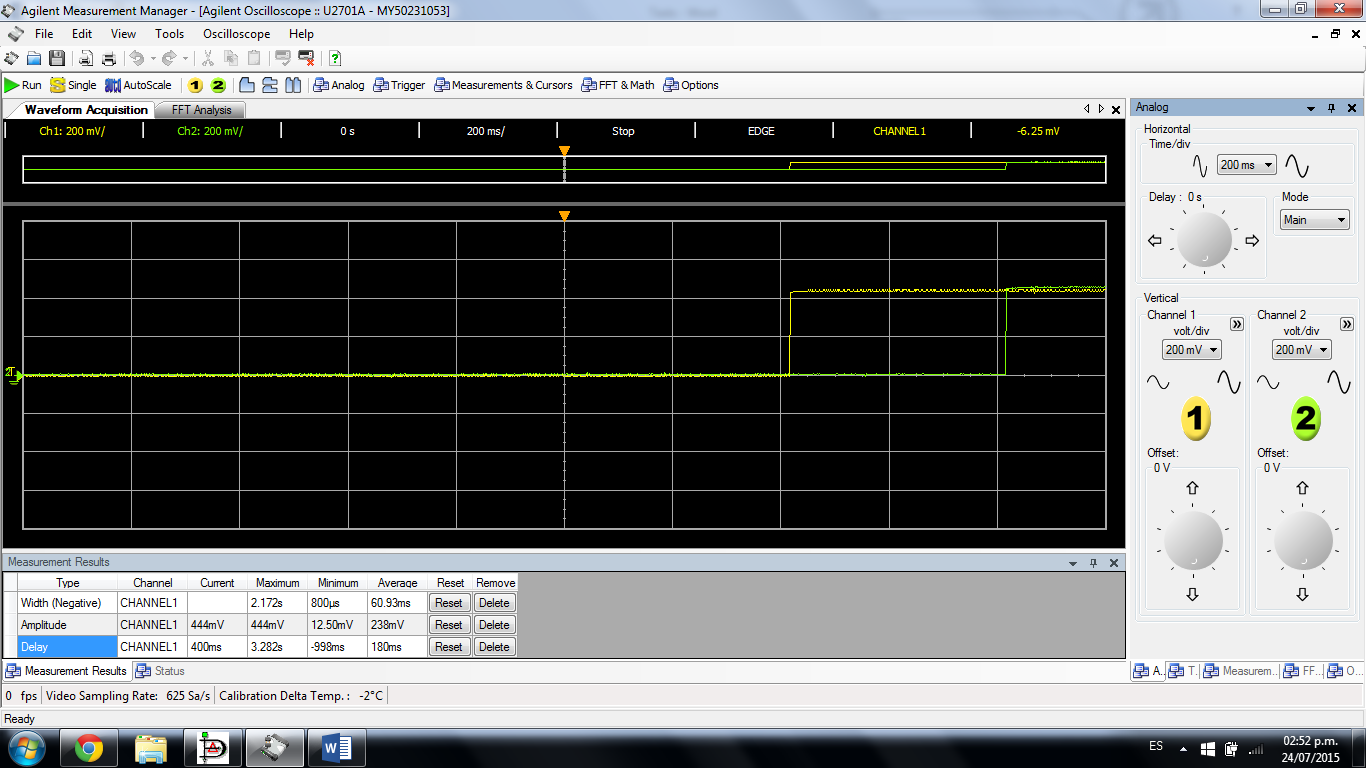 Agilent Measurement Manager - [Agilent Oscilloscope :: U2701A - MY50231053]
File Edit View Tools Oscilloscope Help
Run Single AutoScale 1 2 Analog Trigger Measurements & Cursors FFT & Math Options
Waveform Acquisition FFT Analysis
Ch1: 200 mV/ Ch2: 200 mV/ 0 s 200 ms/ Stop EDGE CHANNEL1 -6.25 mV
Analog
Horizontal
Time/div
200 ms
Delay : 0 s Mode
Main
Vertical
Channel 1 Channel 2
volt/div volt/div
200 mV 200 mV
1 2
Offset: Offset:
0 V 0 V
Measurement Results
Type Channel Current Maximum Minimum Average Reset Remove
Width (Negative) CHANNEL1 2.172s 800µs 60.93ms Reset Delete
Amplitude CHANNEL1 444mV 444mV 12.50mV 238mV Reset Delete
Delay CHANNEL1 400ms 3.282s -998ms 180ms Reset Delete
Measurement Results Status
A.. T.. Measurem.. FF... O...
0 fps Video Sampling Rate: 625 Sa/s Calibration Delta Temp. : -2°C
Ready
ES 02:52 p.m.
24/07/2015